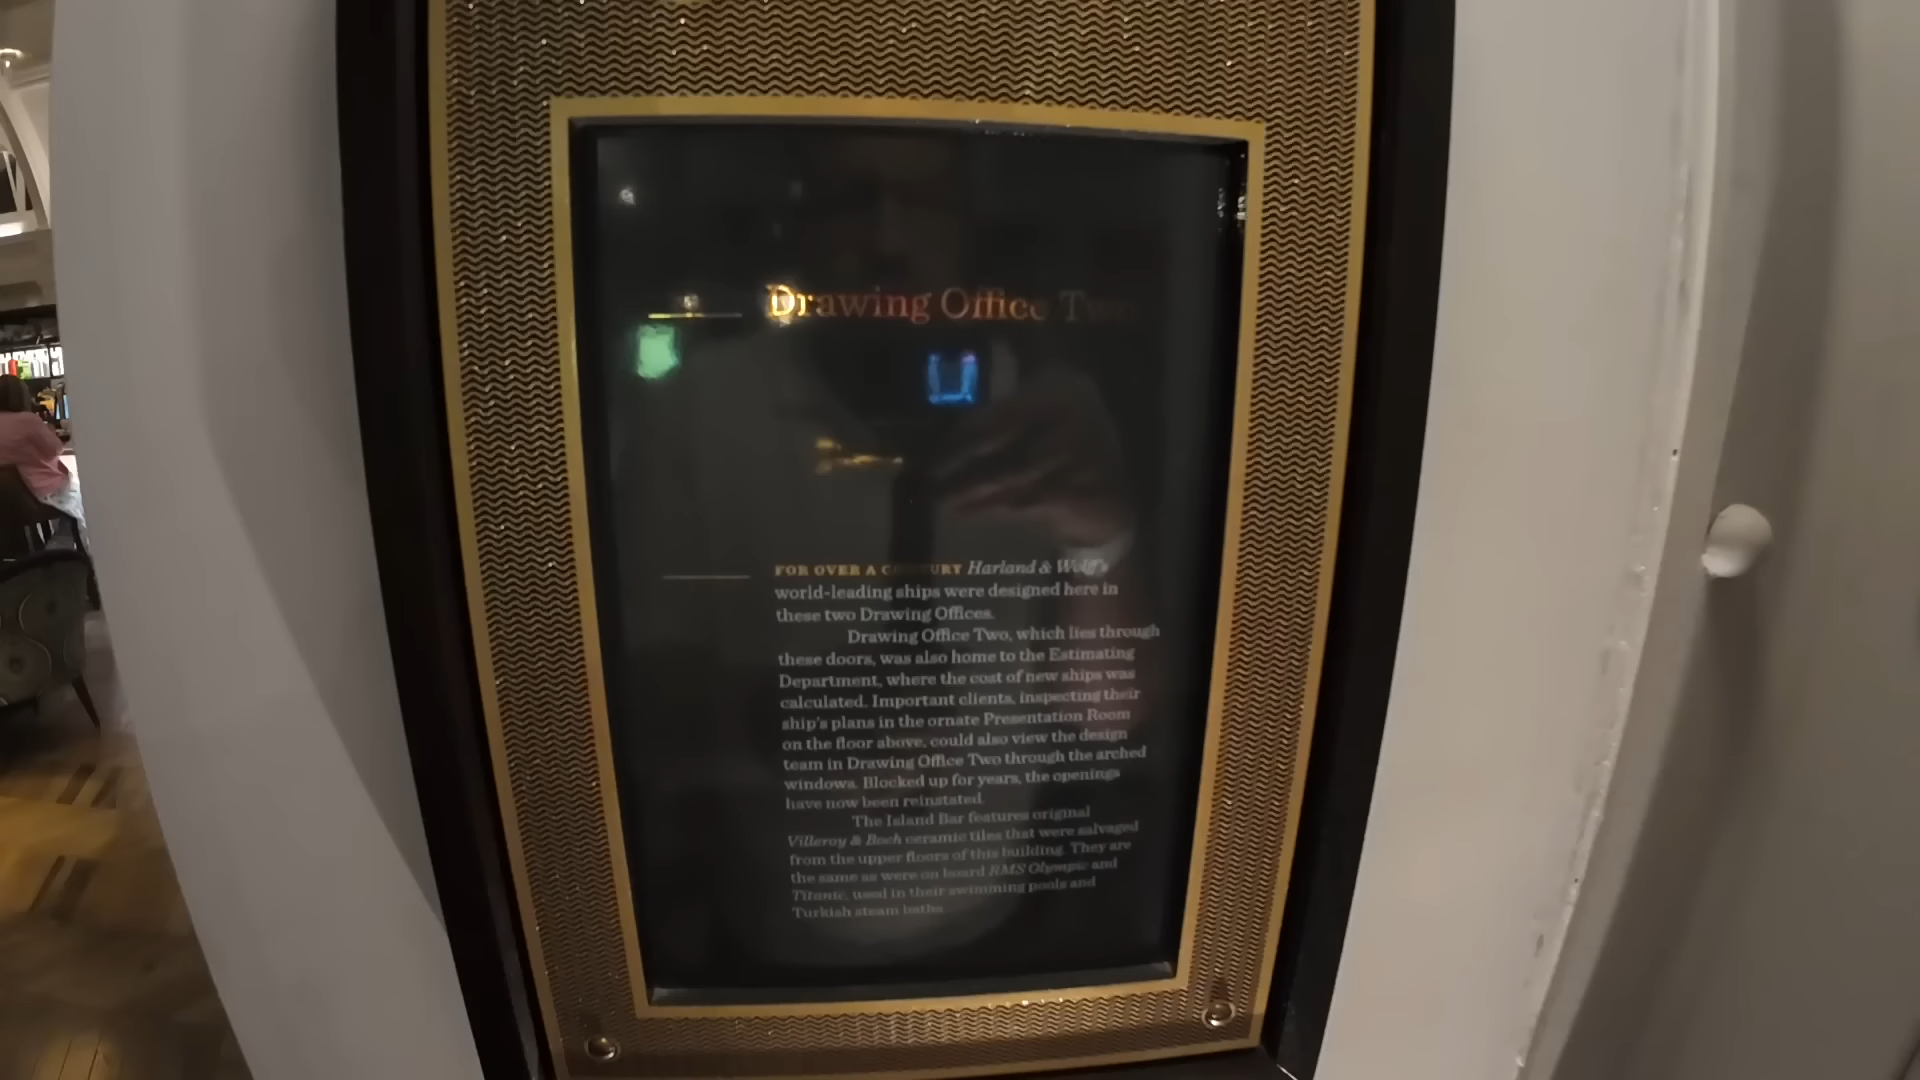 Drawing Office Two
FOR OVER A CENTURY Harland & Wolff's
world-leading ships were designed here in
these two Drawing Offices.
Drawing Office Two, which lies through
these doors, was also home to the Estimating
Department, where the cost of new ships was
calculated. Important clients, inspecting their
ship's plans in the ornate Presentation Room
on the floor above, could also view the design
team in Drawing Office Two through the arched
windows. Blocked up for years, the openings
have now been reinstated.
The Island Bar features original
Villeroy & Boch ceramic tiles that were salvaged
from the upper floors of this building. They are
the same as were on board RMS Olympic and
Titanic, used in their swimming pools and
Turkish steam baths.